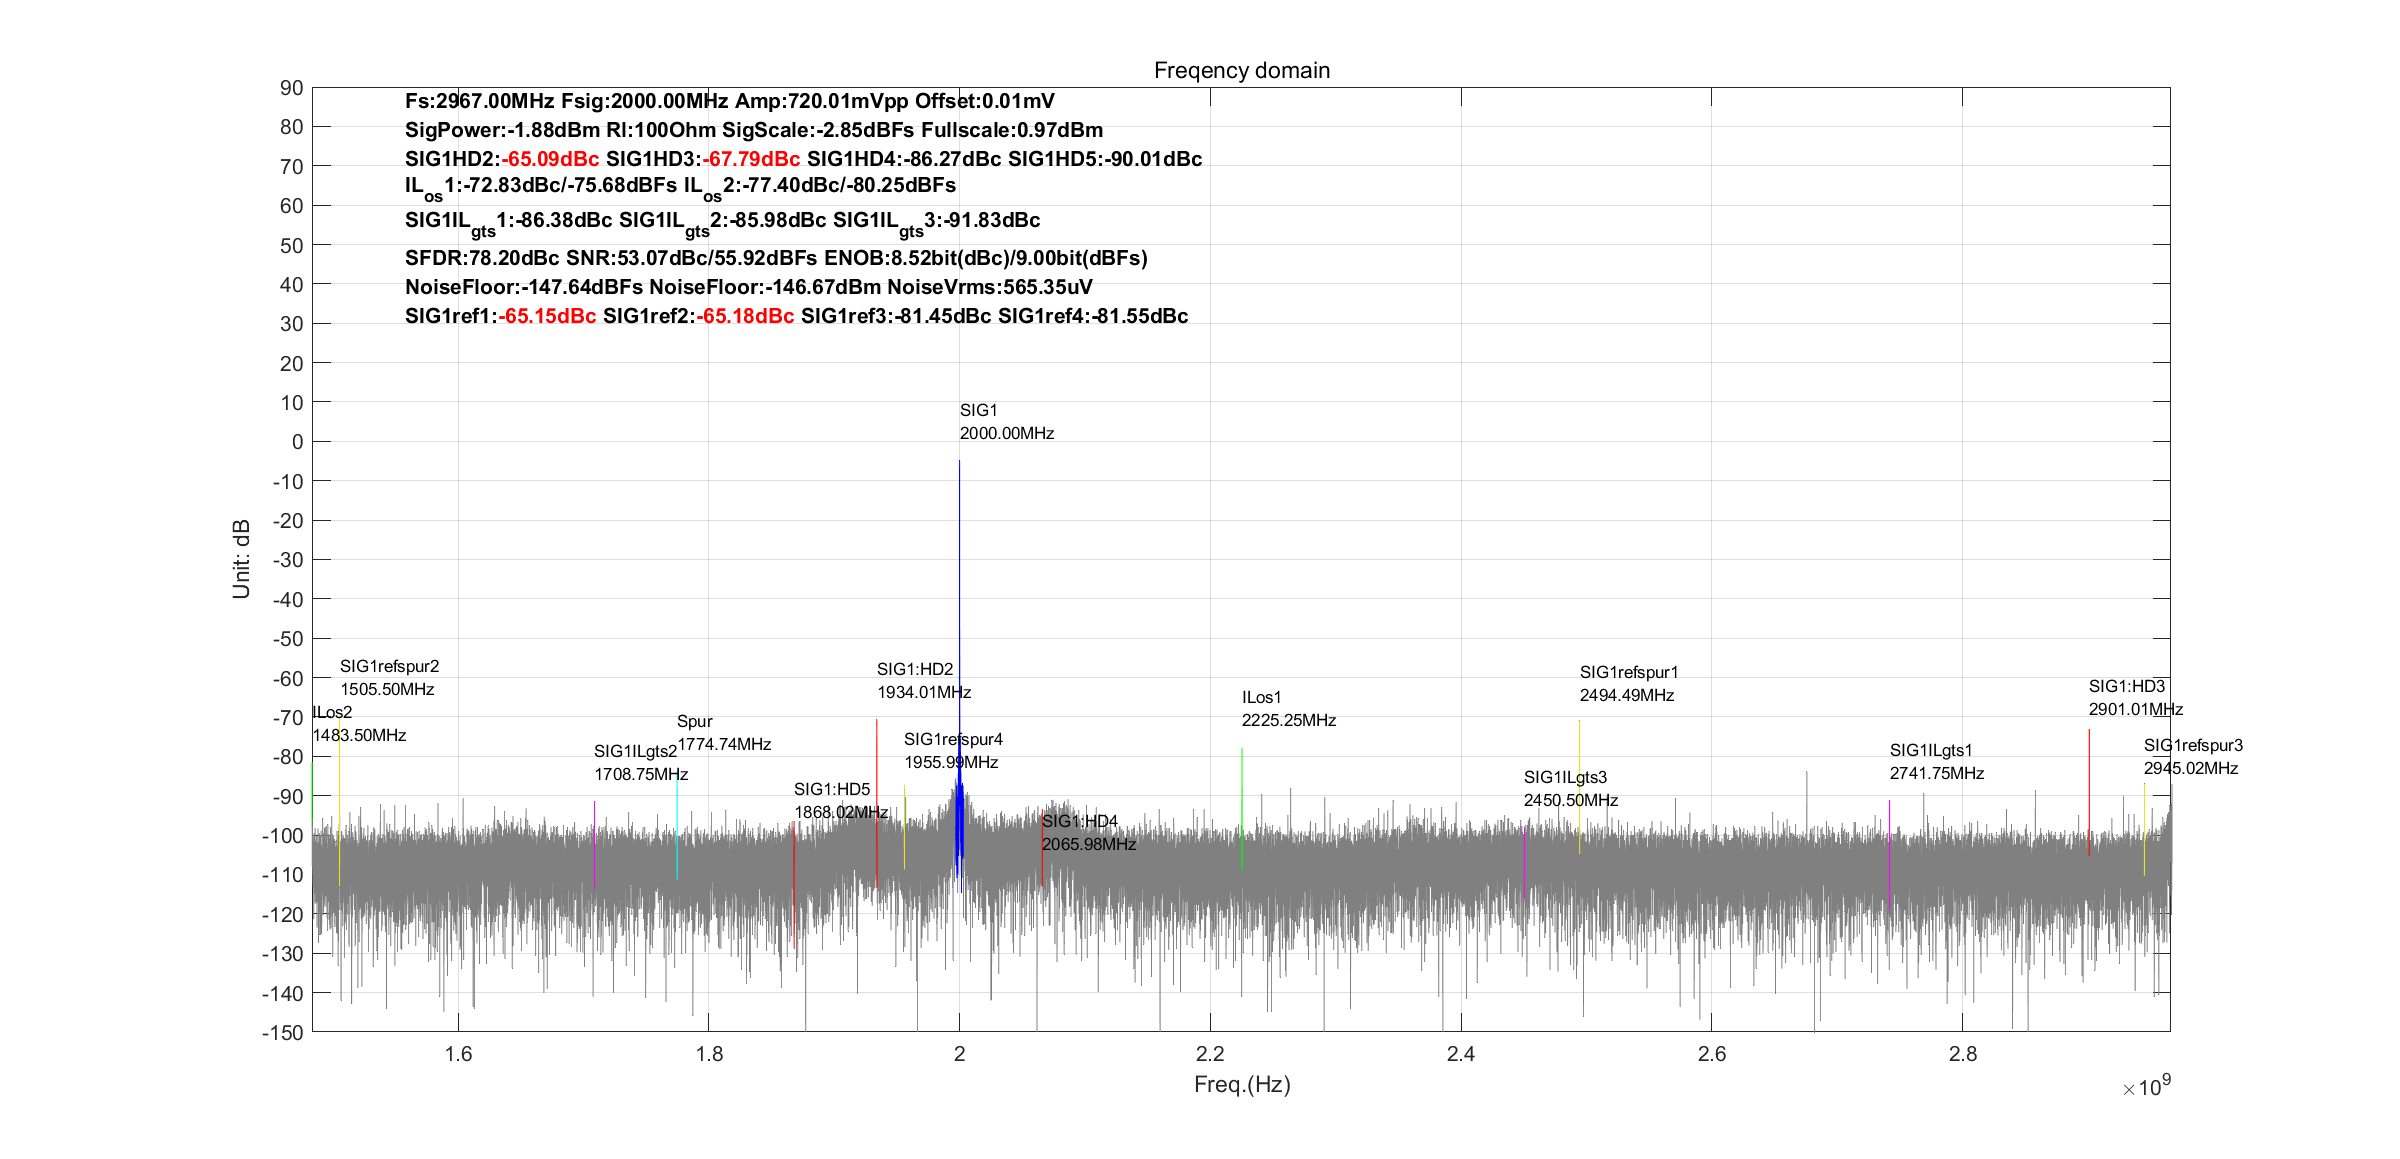 Freqency domain
Fs:2967.00MHz Fsig:2000.00MHz Amp:720.01mVpp Offset:0.01mV
SigPower:-1.88dBm Rl:100Ohm SigScale:-2.85dBFs Fullscale:0.97dBm
SIG1HD2:-65.09dBc SIG1HD3:-67.79dBc SIG1HD4:-86.27dBc SIG1HD5:-90.01dBc
ILos1:-72.83dBc/-75.68dBFs ILos2:-77.40dBc/-80.25dBFs
SIG1ILgts1:-86.38dBc SIG1ILgts2:-85.98dBc SIG1ILgts3:-91.83dBc
SFDR:78.20dBc SNR:53.07dBc/55.92dBFs ENOB:8.52bit(dBc)/9.00bit(dBFs)
NoiseFloor:-147.64dBFs NoiseFloor:-146.67dBm NoiseVrms:565.35uV
SIG1ref1:-65.15dBc SIG1ref2:-65.18dBc SIG1ref3:-81.45dBc SIG1ref4:-81.55dBc
90
80
70
60
50
40
30
20
10
0
-10
-20
-30
-40
-50
-60
-70
-80
-90
-100
-110
-120
-130
-140
-150
Unit: dB
SIG1
2000.00MHz
SIG1refspur2
1505.50MHz
ILos2
1483.50MHz
SIG1ILgts2
1708.75MHz
Spur
1774.74MHz
SIG1:HD5
1868.02MHz
SIG1:HD2
1934.01MHz
SIG1refspur4
1955.99MHz
SIG1:HD4
2065.98MHz
ILos1
2225.25MHz
SIG1ILgts3
2450.50MHz
SIG1refspur1
2494.49MHz
SIG1ILgts1
2741.75MHz
SIG1:HD3
2901.01MHz
SIG1refspur3
2945.02MHz
1.6
1.8
2
2.2
2.4
2.6
2.8
Freq.(Hz)
×10^9